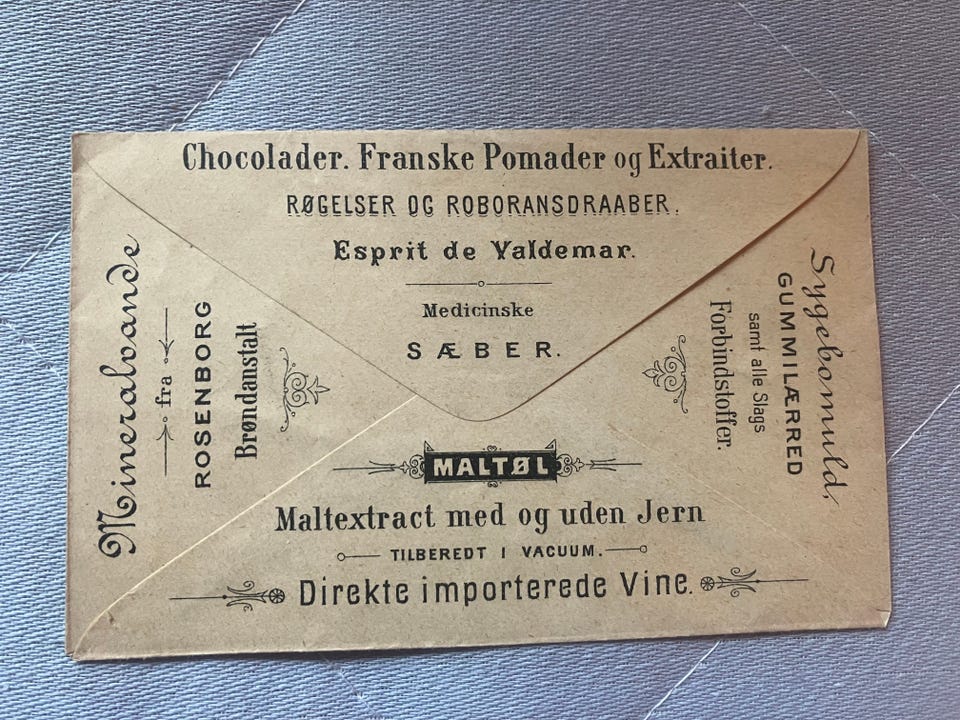 Chocolader. Franske Pomader og Extraiter.
RØGELSER OG ROBORANSDRAABER.
Esprit de Valdemar.
Medicinske
SÆBER.
Mineralvande
fra
ROSENBORG
Brøndanstalt
Sygebomuld,
GUMMILÆRRED
samt alle Slags
Forbindstoffer.
MALTØL
Maltextract med og uden Jern
TILBEREDT I VACUUM.
Direkte importerede Vine.